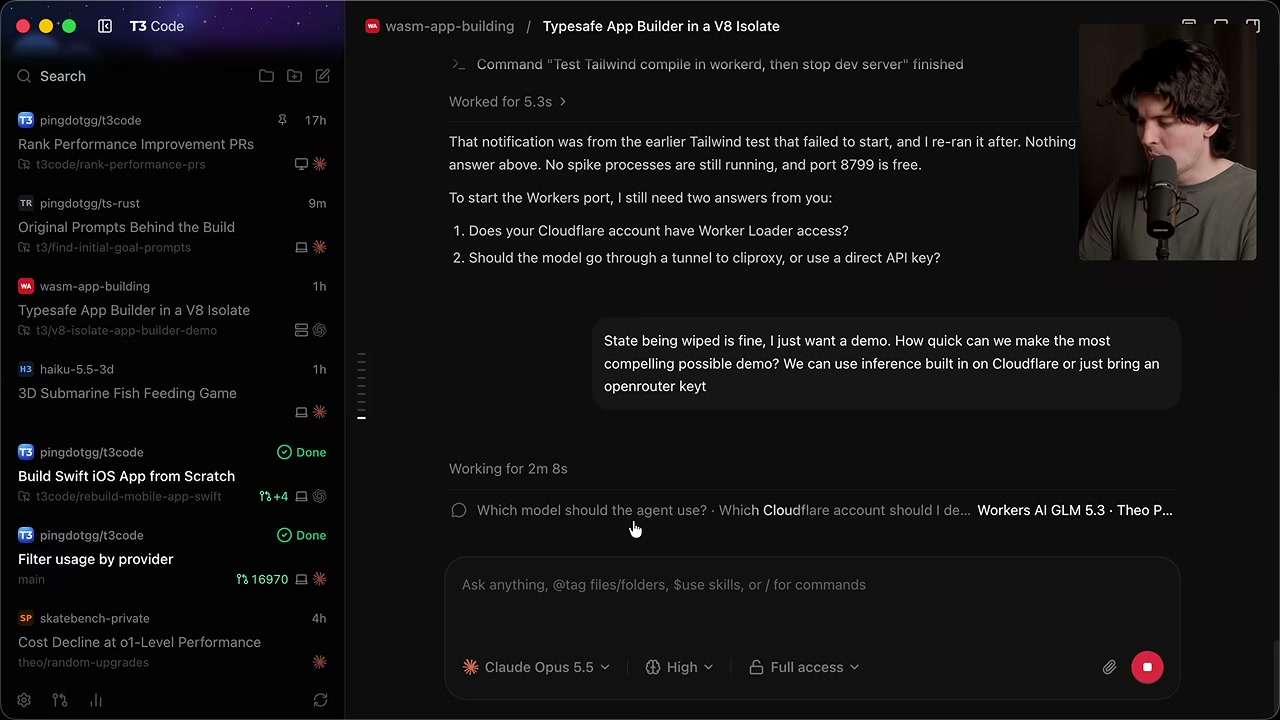 T3 Code
Search
T3 pingdotgg/t3code 17h
Rank Performance Improvement PRs
t3code/rank-performance-prs
TR pingdotgg/ts-rust 9m
Original Prompts Behind the Build
t3/find-initial-goal-prompts
WA wasm-app-building 1h
Typesafe App Builder in a V8 Isolate
t3/v8-isolate-app-builder-demo
H3 haiku-5.5-3d 1h
3D Submarine Fish Feeding Game
T3 pingdotgg/t3code Done
Build Swift iOS App from Scratch
t3code/rebuild-mobile-app-swift +4
T3 pingdotgg/t3code Done
Filter usage by provider
main 16970
SP skatebench-private 4h
Cost Decline at o1-Level Performance
theo/random-upgrades
WA wasm-app-building / Typesafe App Builder in a V8 Isolate
Command "Test Tailwind compile in workerd, then stop dev server" finished
Worked for 5.3s
That notification was from the earlier Tailwind test that failed to start, and I re-ran it after. Nothing
answer above. No spike processes are still running, and port 8799 is free.
To start the Workers port, I still need two answers from you:
1. Does your Cloudflare account have Worker Loader access?
2. Should the model go through a tunnel to cliproxy, or use a direct API key?
State being wiped is fine, I just want a demo. How quick can we make the most
compelling possible demo? We can use inference built in on Cloudflare or just bring an
openrouter keyt
Working for 2m 8s
Which model should the agent use? · Which Cloudflare account should I de... Workers AI GLM 5.3 · Theo P...
Ask anything, @tag files/folders, $use skills, or / for commands
Claude Opus 5.5 High Full access